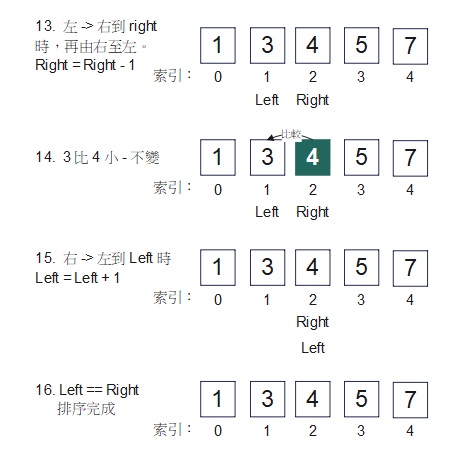 13. 左 -> 右到 right
時，再由右至左。
Right = Right - 1
1 3 4 5 7
索引： 0 1 2 3 4
Left Right
比較
14. 3 比 4 小 - 不變
1 3 4 5 7
索引： 0 1 2 3 4
Left Right
15. 右 -> 左到 Left 時
Left = Left + 1
1 3 4 5 7
索引： 0 1 2 3 4
Right
Left
16. Left == Right
排序完成
1 3 4 5 7
索引： 0 1 2 3 4